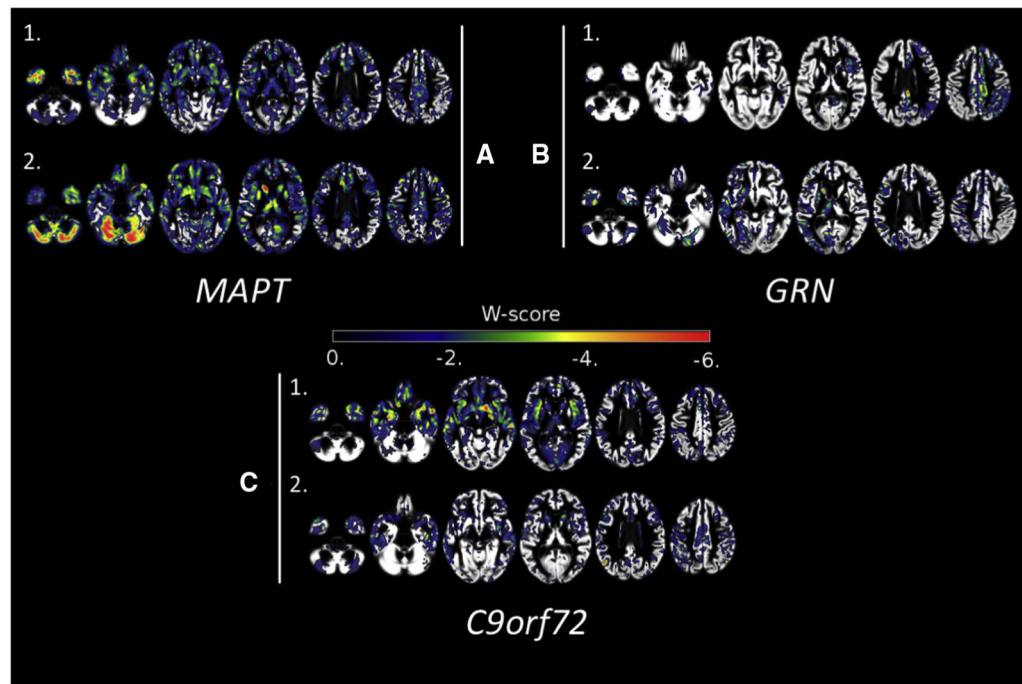 1.
2.
A
MAPT
B
1.
2.
GRN
W-score
0. -2. -4. -6.
C
1.
2.
C9orf72